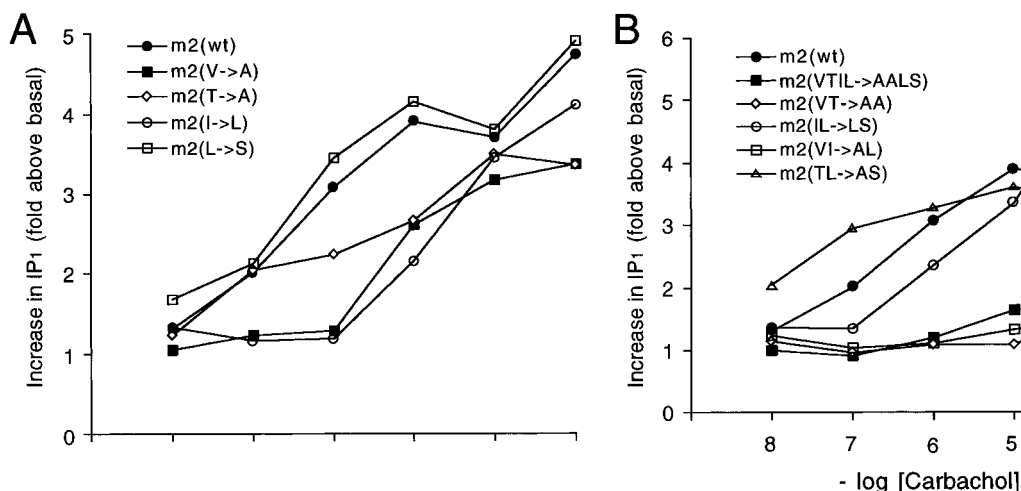 A
Increase in IP1 (fold above basal)
5
4
3
2
1
0
m2(wt)
m2(V->A)
m2(T->A)
m2(I->L)
m2(L->S)
B
Increase in IP1 (fold above basal)
6
5
4
3
2
1
0
m2(wt)
m2(VTIL->AALS)
m2(VT->AA)
m2(IL->LS)
m2(VI->AL)
m2(TL->AS)
8 7 6 5
- log [Carbachol]